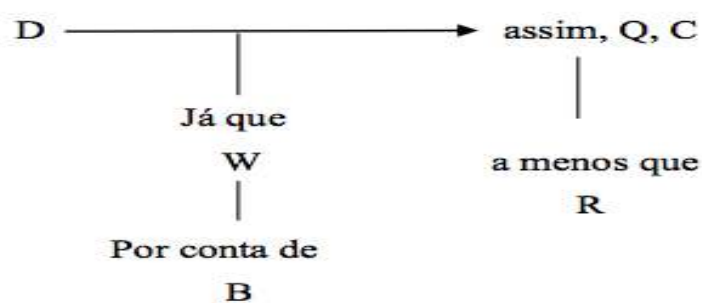 D assim, Q, C
Já que
W
a menos que
R
Por conta de
B